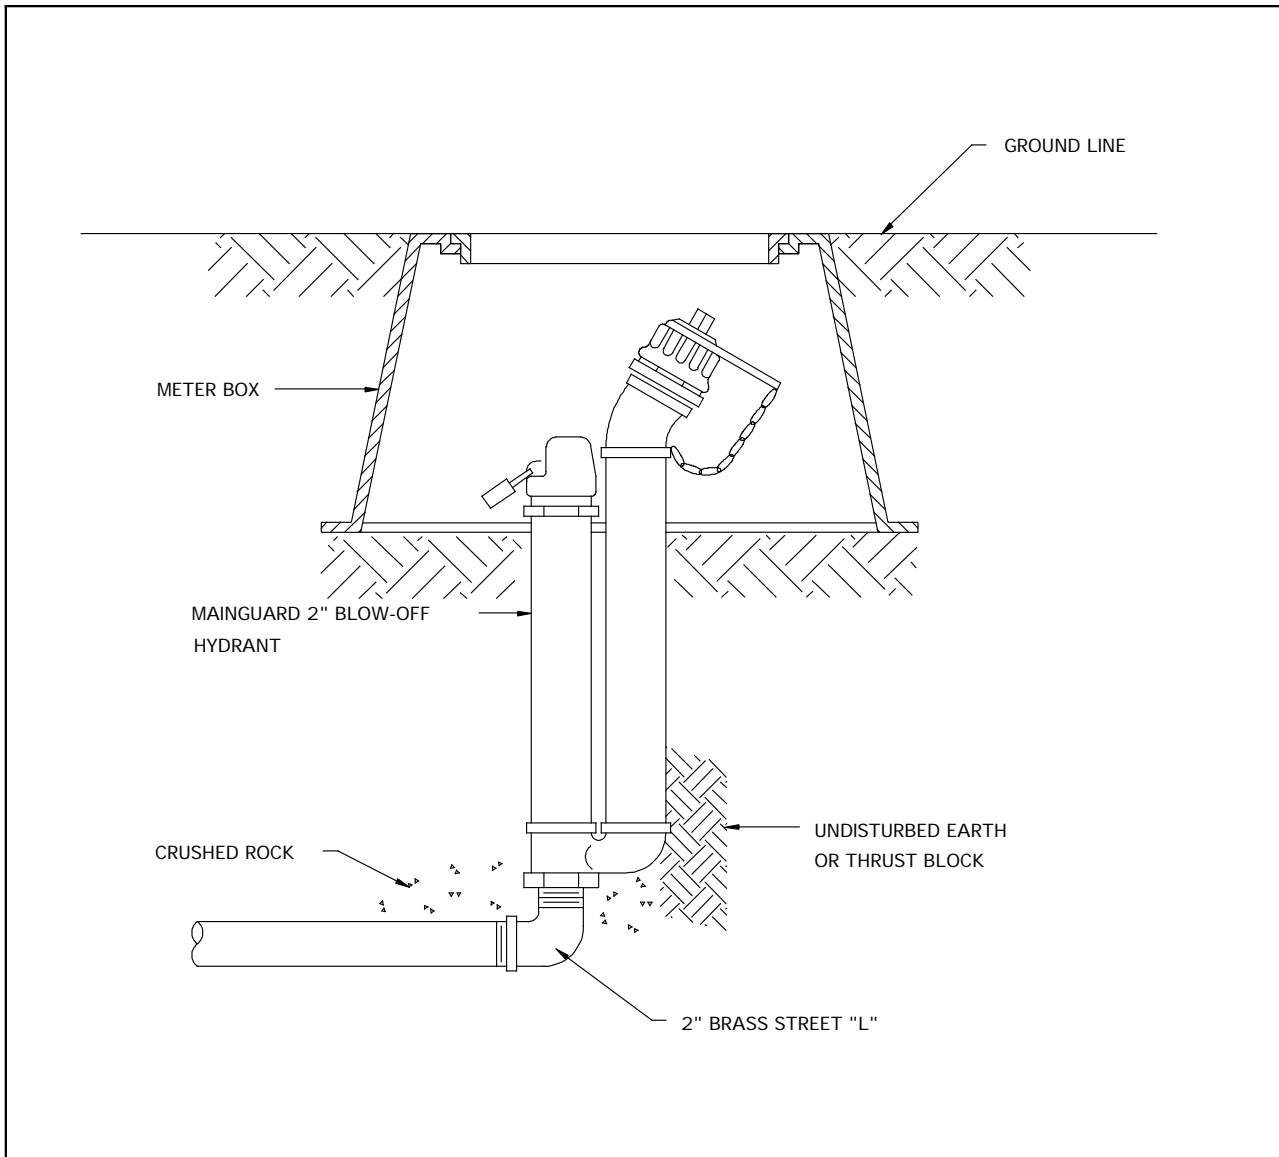 GROUND LINE
METER BOX
MAINGUARD 2" BLOW-OFF
HYDRANT
UNDISTURBED EARTH
OR THRUST BLOCK
CRUSHED ROCK
2" BRASS STREET "L"